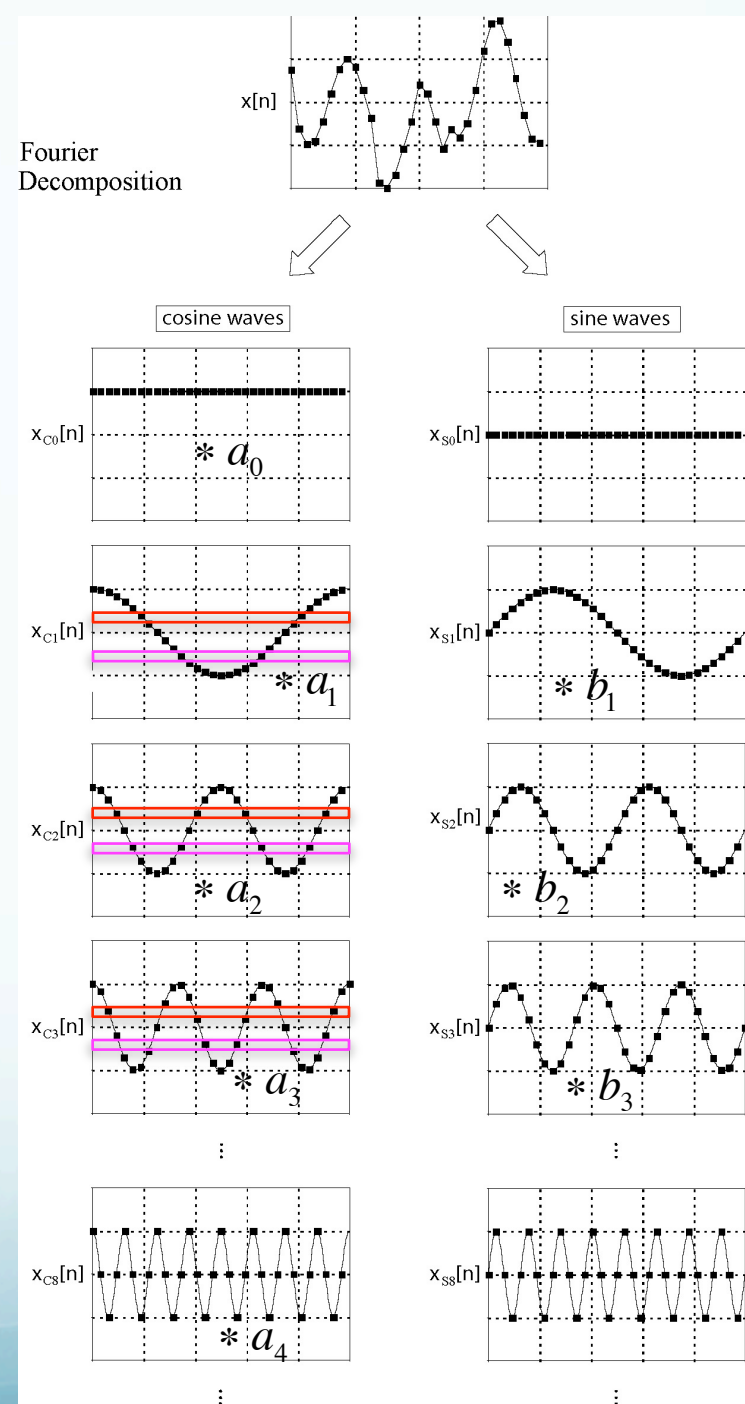 x[n]
Fourier
Decomposition
cosine waves
sine waves
x_C0[n]
* a_0
x_S0[n]
x_C1[n]
* a_1
x_S1[n]
* b_1
x_C2[n]
* a_2
x_S2[n]
* b_2
x_C3[n]
* a_3
x_S3[n]
* b_3
⋮
⋮
x_C8[n]
* a_4
x_S8[n]
⋮
⋮